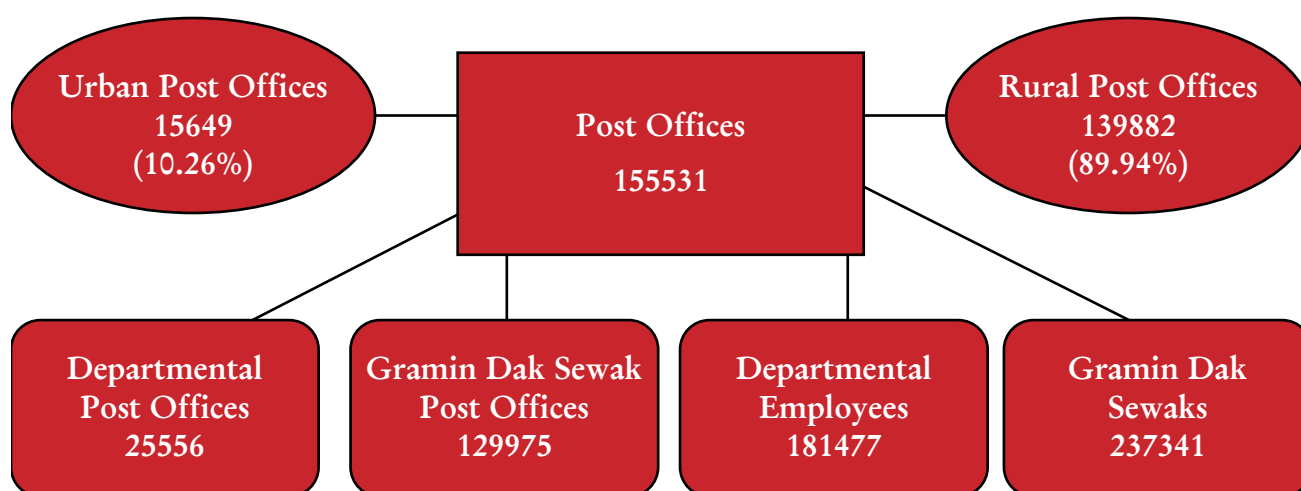 Urban Post Offices
15649
(10.26%)
Post Offices
155531
Rural Post Offices
139882
(89.94%)
Departmental
Post Offices
25556
Gramin Dak Sewak
Post Offices
129975
Departmental
Employees
181477
Gramin Dak
Sewaks
237341